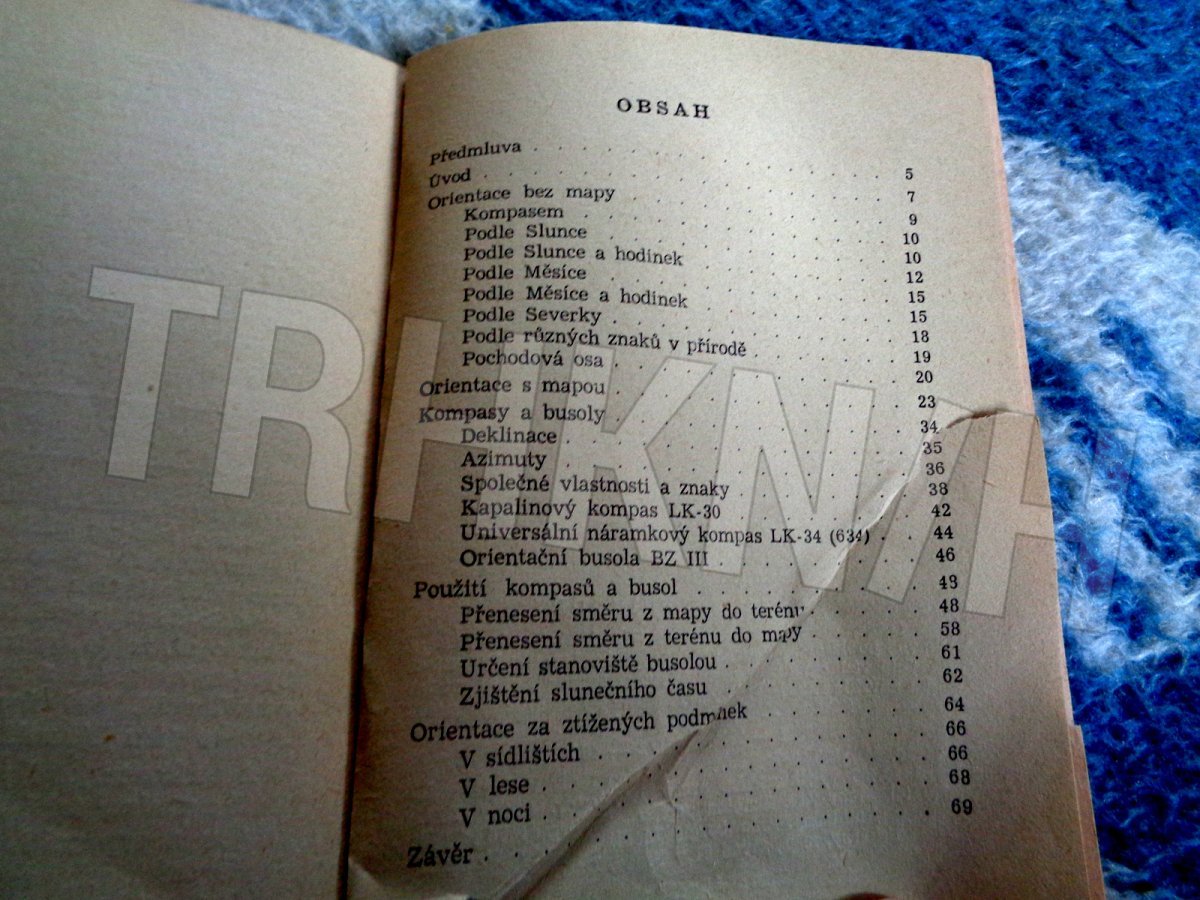 OBSAH
Předmluva . . . . . . . . . . 5
Úvod . . . . . . . . . . 7
Orientace bez mapy . . . . . . . . . . 9
Kompasem . . . . . . . . . . 10
Podle Slunce . . . . . . . . . . 10
Podle Slunce a hodinek . . . . . . . . . . 12
Podle Měsíce . . . . . . . . . . 15
Podle Měsíce a hodinek . . . . . . . . . . 15
Podle Severky . . . . . . . . . . 18
Podle různých znaků v přírodě . . . . . . . . 19
Pochodová osa . . . . . . . . . . 20
Orientace s mapou . . . . . . . . . . 23
Kompasy a busoly . . . . . . . . . . 34
Deklinace . . . . . . . . . . 35
Azimuty . . . . . . . . . . 36
Společné vlastnosti a znaky . . . . . . . . 38
Kapalinový kompas LK-30 . . . . . . . . 42
Universální náramkový kompas LK-34 (634) . . 44
Orientační busola BZ III . . . . . . . . 46
Použití kompasů a busol . . . . . . . . 48
Přenesení směru z mapy do terénu . . . . . 48
Přenesení směru z terénu do mapy . . . . . 58
Určení stanoviště busolou . . . . . . . . 61
Zjištění slunečního času . . . . . . . . 62
Orientace za ztížených podmínek . . . . . . 64
V sídlištích . . . . . . . . . . 66
V lese . . . . . . . . . . 66
V noci . . . . . . . . . . 68
Závěr . . . . . . . . . . 69
TRHKNIH